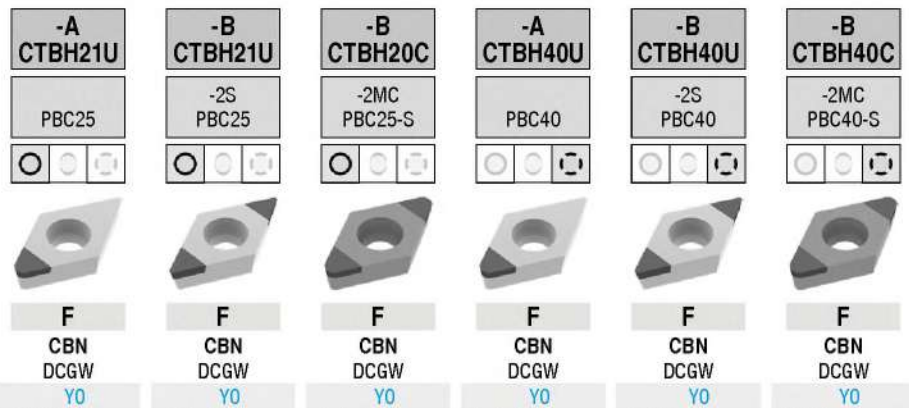 -A -B -B -A -B -B
CTBH21U CTBH21U CTBH20C CTBH40U CTBH40U CTBH40C
-2S -2MC -2S -2MC
PBC25 PBC25 PBC25-S PBC40 PBC40 PBC40-S
F F F F F F
CBN CBN CBN CBN CBN CBN
DCGW DCGW DCGW DCGW DCGW DCGW
Y0 Y0 Y0 Y0 Y0 Y0